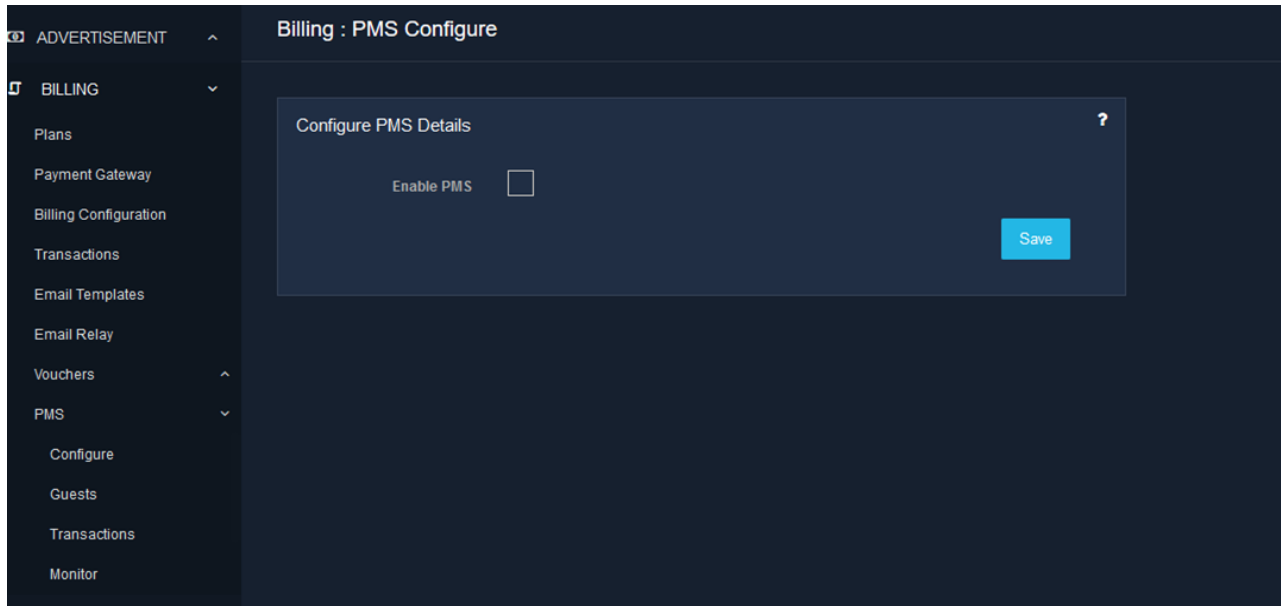 ADVERTISEMENT
BILLING
Plans
Payment Gateway
Billing Configuration
Transactions
Email Templates
Email Relay
Vouchers
PMS
Configure
Guests
Transactions
Monitor
Billing : PMS Configure
Configure PMS Details
?
Enable PMS
Save